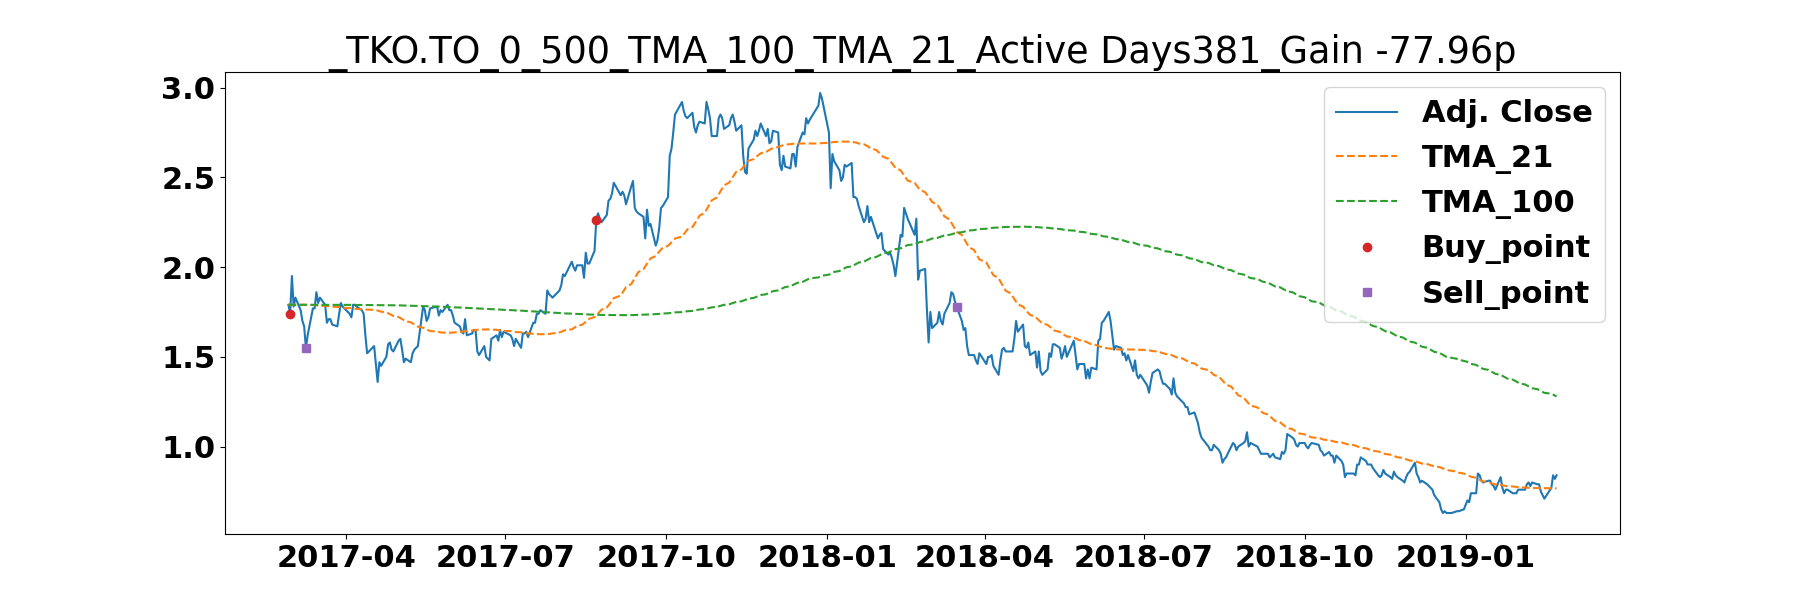 _TKO.TO_0_500_TMA_100_TMA_21_Active Days381_Gain -77.96p
3.0
2.5
2.0
1.5
1.0
Adj. Close
TMA_21
TMA_100
Buy_point
Sell_point
2017-04 2017-07 2017-10 2018-01 2018-04 2018-07 2018-10 2019-01